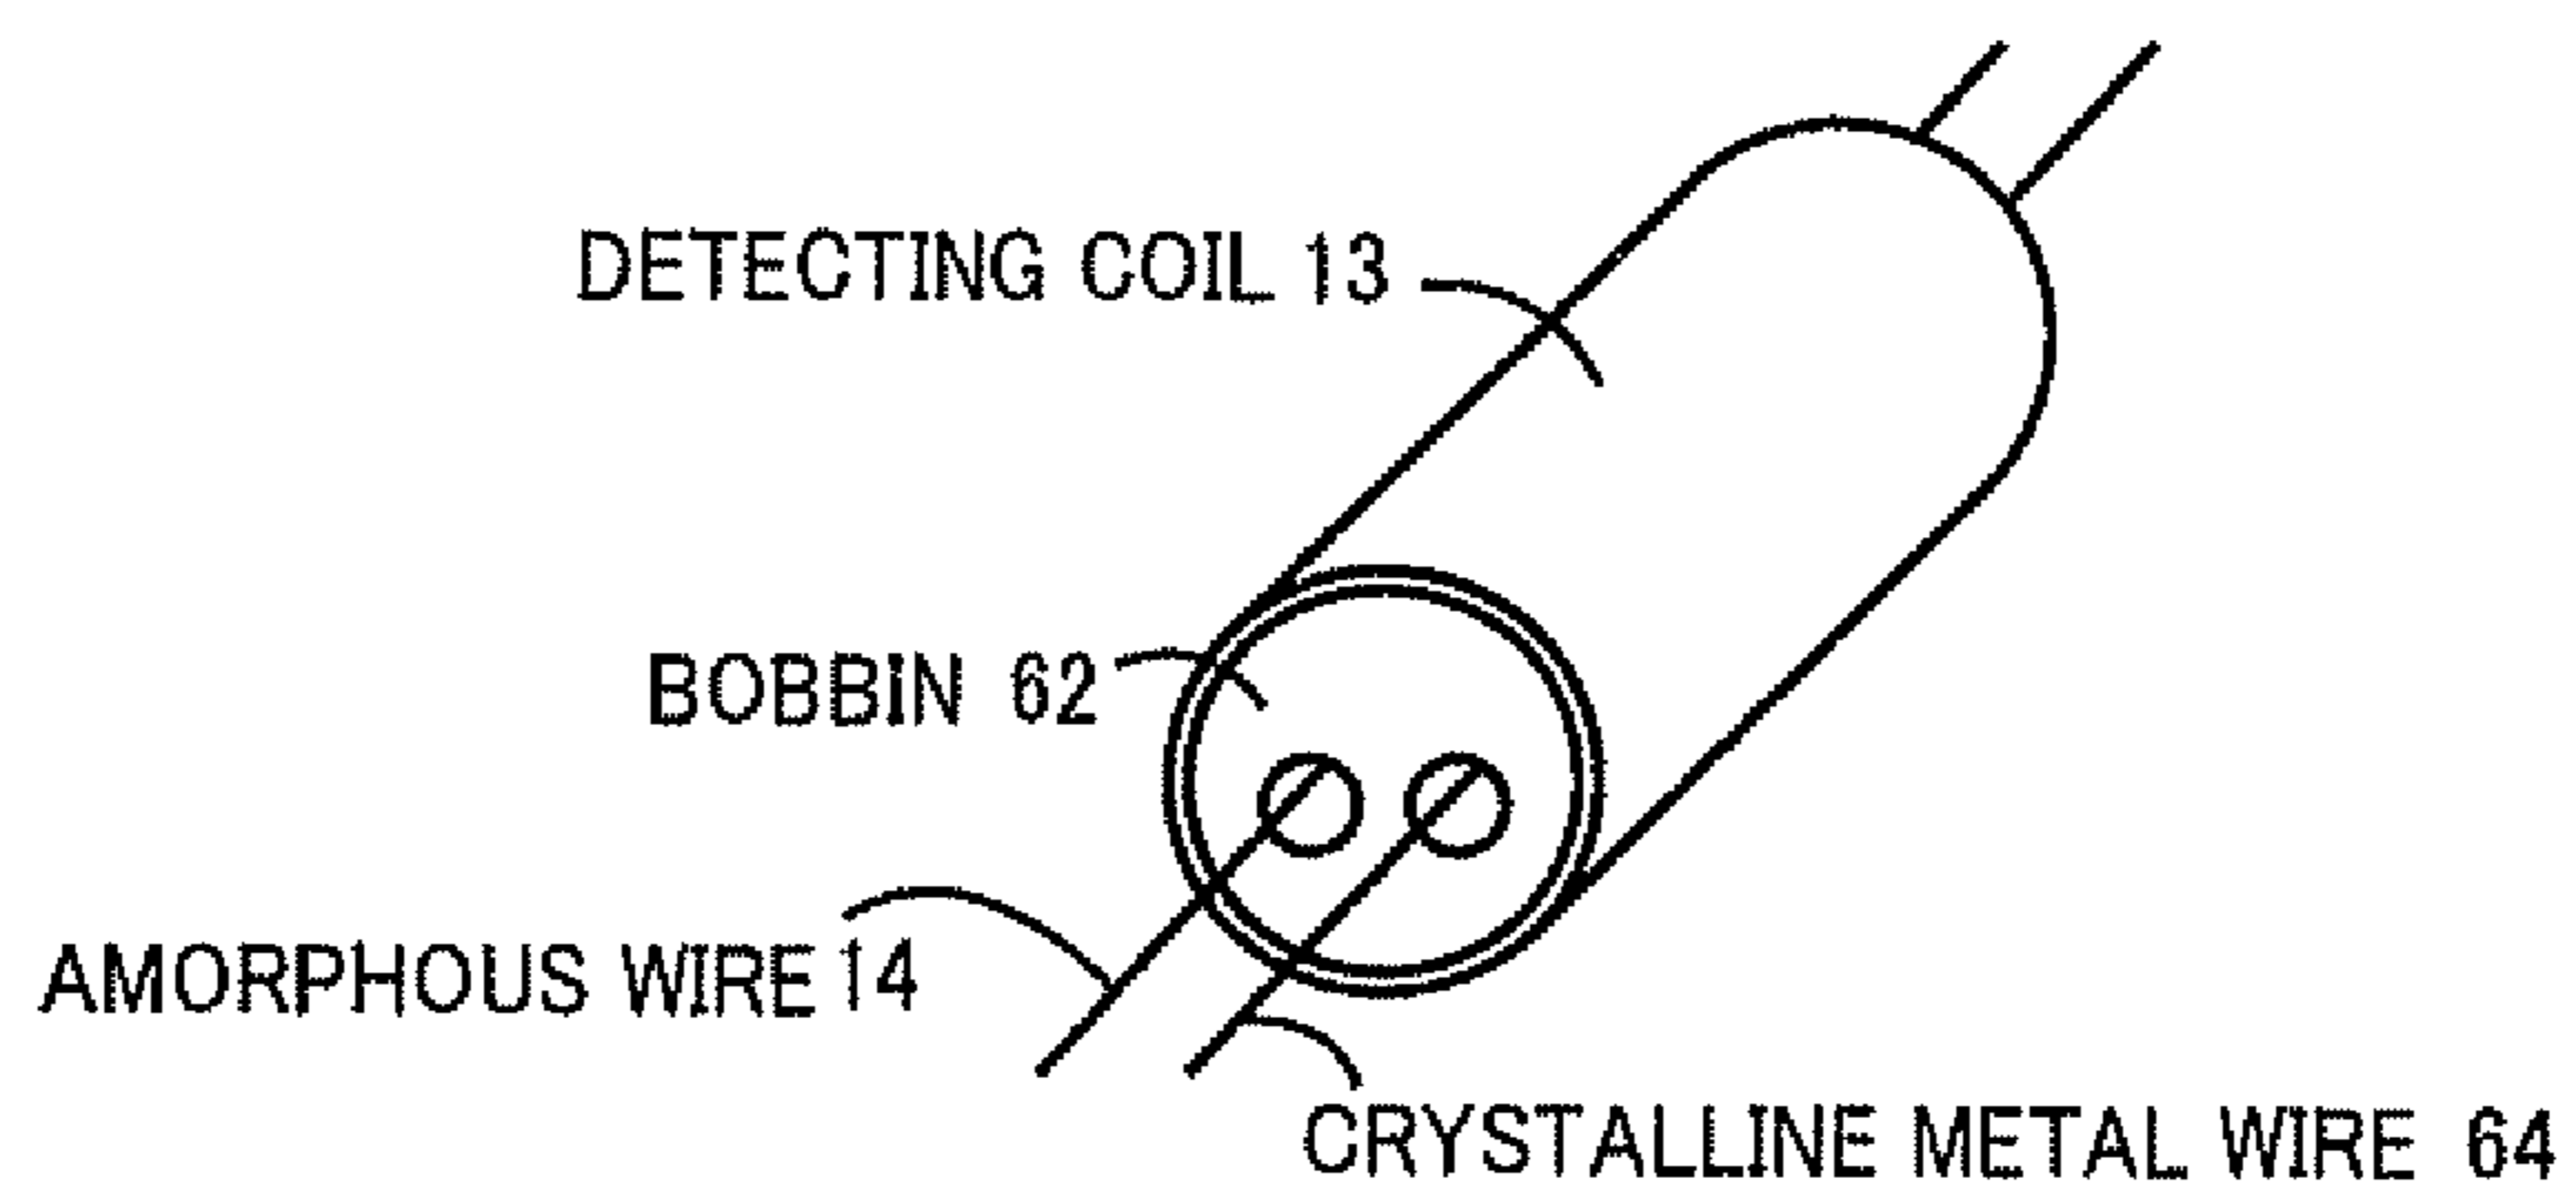 DETECTING COIL 13
BOBBIN 62
AMORPHOUS WIRE 14
CRYSTALLINE METAL WIRE 64